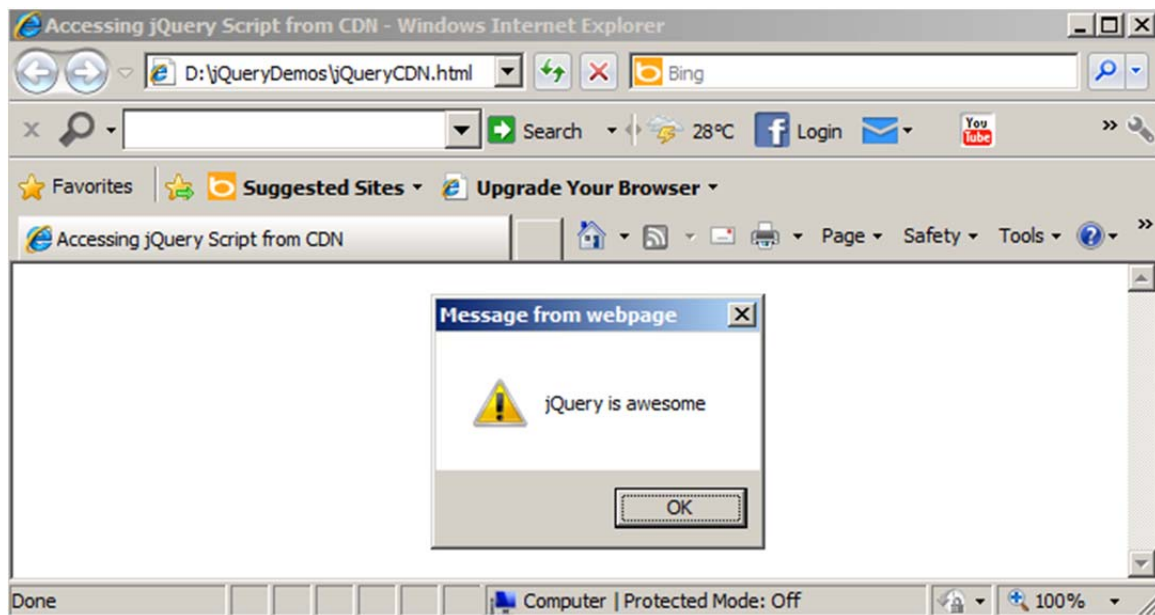 Accessing jQuery Script from CDN - Windows Internet Explorer
D:\jQueryDemos\jQueryCDN.html
Bing
Search
28°C
Login
You
Tube
Favorites
Suggested Sites
Upgrade Your Browser
Accessing jQuery Script from CDN
Page
Safety
Tools
Message from webpage
jQuery is awesome
OK
Done
Computer | Protected Mode: Off
100%